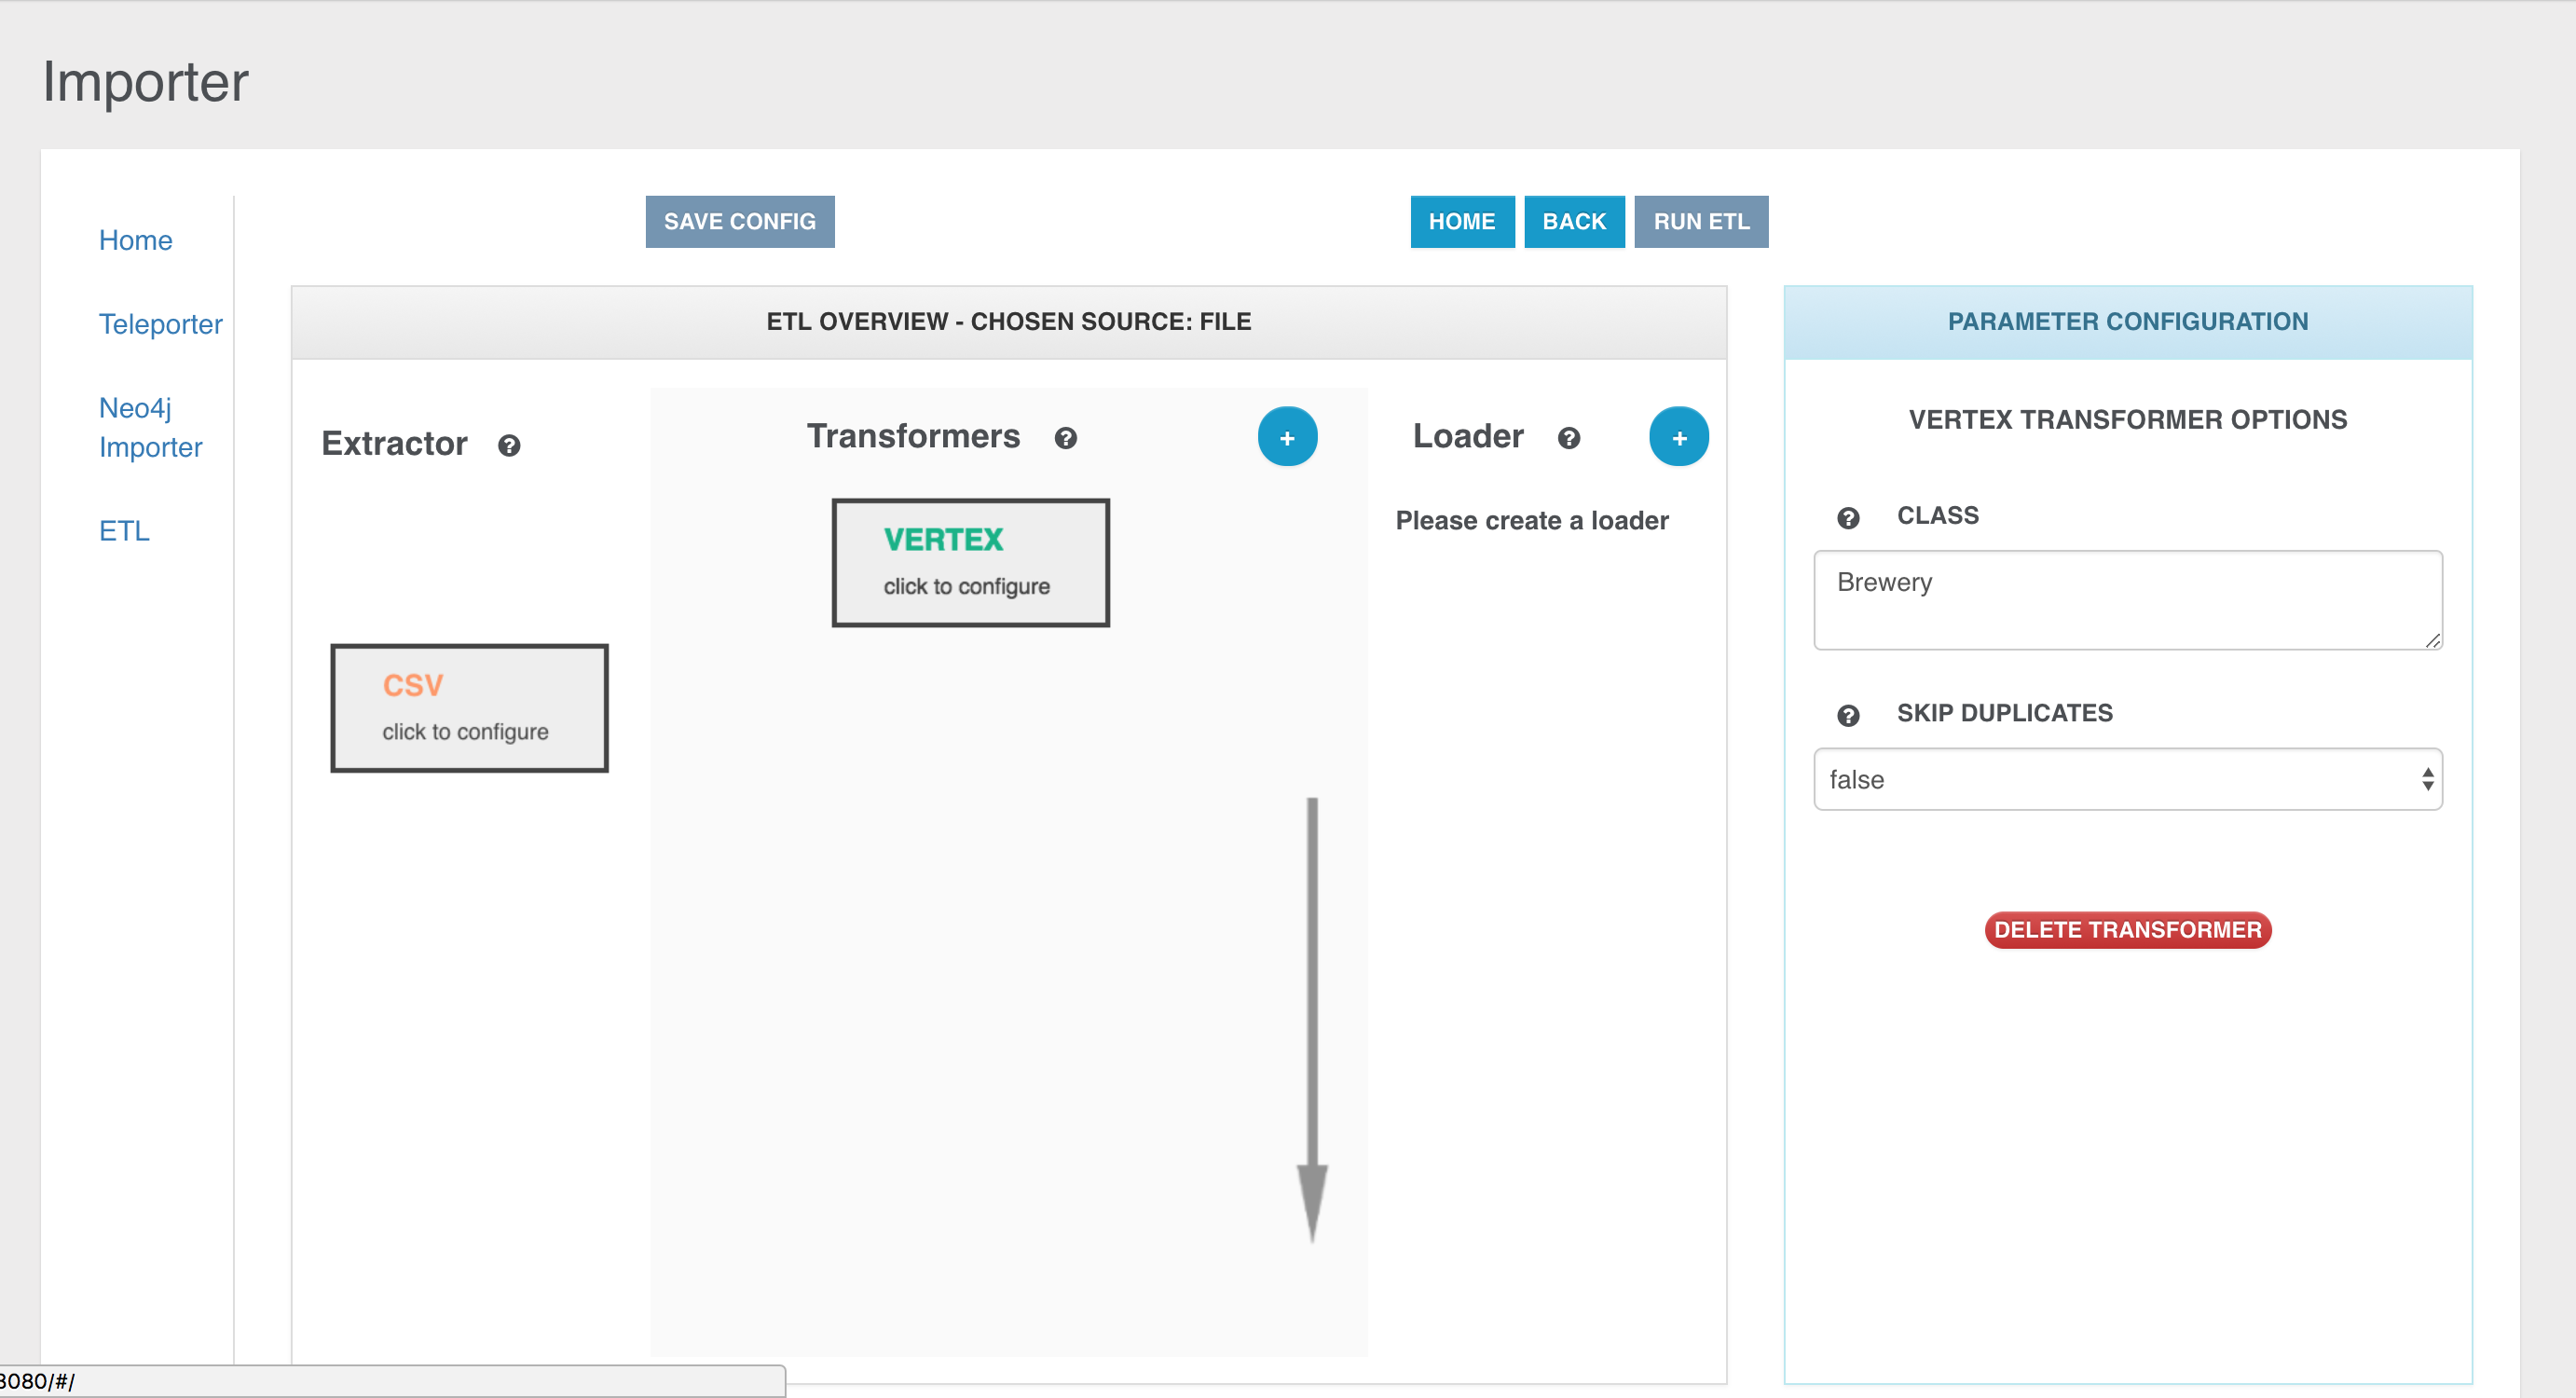 Importer
Home
Teleporter
Neo4j
Importer
ETL
SAVE CONFIG
HOME
BACK
RUN ETL
ETL OVERVIEW - CHOSEN SOURCE: FILE
Extractor ?
CSV
click to configure
Transformers ? +
VERTEX
click to configure
Loader ? +
Please create a loader
PARAMETER CONFIGURATION
VERTEX TRANSFORMER OPTIONS
? CLASS
Brewery
? SKIP DUPLICATES
false
DELETE TRANSFORMER
8080/#/